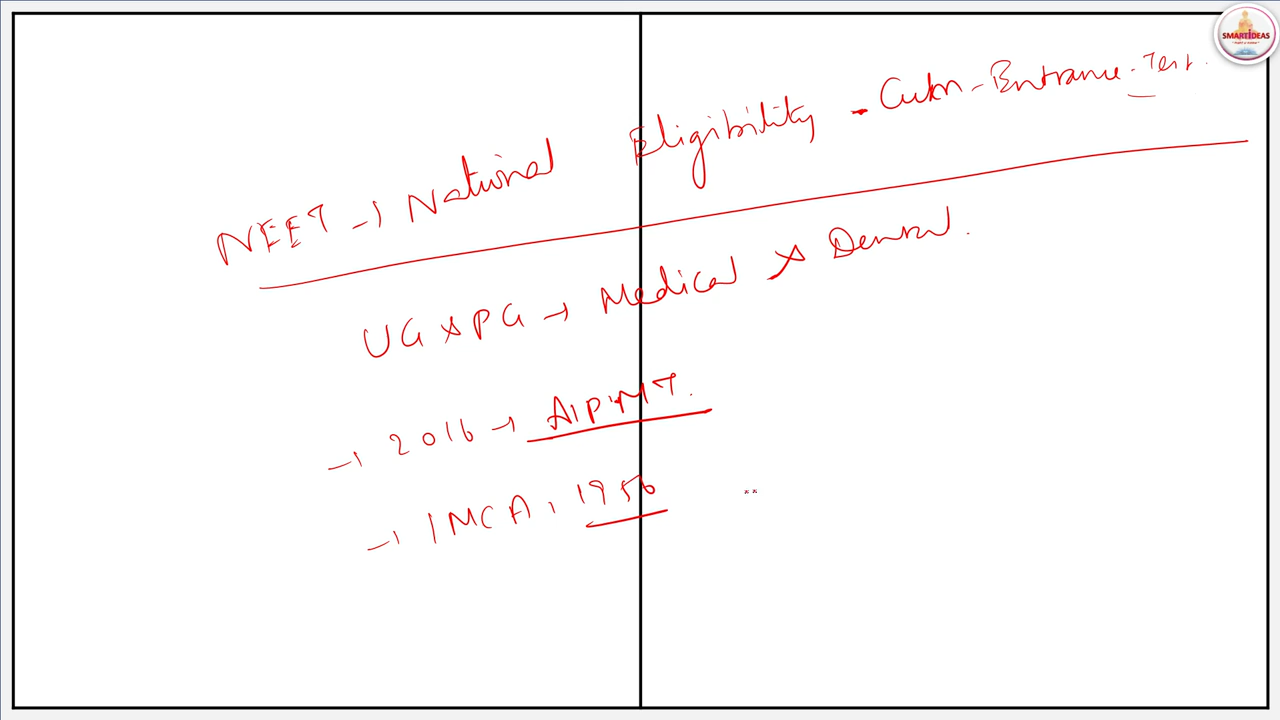 SMARTIDEAS
NEET → National Eligibility - Cum - Entrance - Test.
UG & PG → Medical & Dental.
→ 2016 → AIPMT.
→ IMCA, 1956